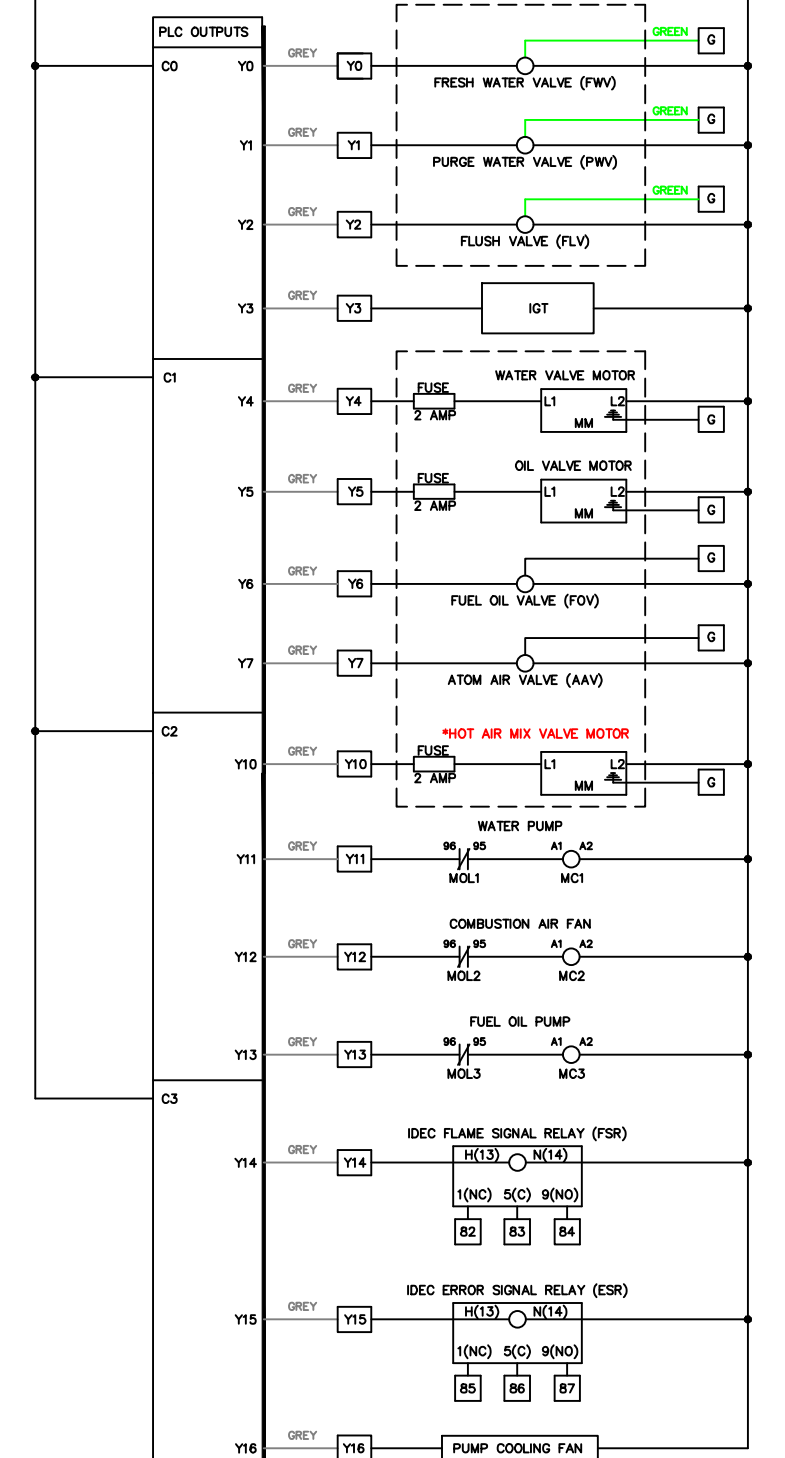 PLC OUTPUTS
GREEN
G
C0 Y0 GREY Y0
FRESH WATER VALVE (FWV)
GREEN
G
Y1 GREY Y1
PURGE WATER VALVE (PWV)
GREEN
G
Y2 GREY Y2
FLUSH VALVE (FLV)
Y3 GREY Y3 IGT
C1
WATER VALVE MOTOR
FUSE
Y4 GREY Y4 L1 L2
2 AMP MM G
OIL VALVE MOTOR
FUSE
Y5 GREY Y5 L1 L2
2 AMP MM G
G
Y6 GREY Y6
FUEL OIL VALVE (FOV)
G
Y7 GREY Y7
ATOM AIR VALVE (AAV)
C2
*HOT AIR MIX VALVE MOTOR
FUSE
Y10 GREY Y10 L1 L2
2 AMP MM G
WATER PUMP
96 95 A1 A2
Y11 GREY Y11
MOL1 MC1
COMBUSTION AIR FAN
96 95 A1 A2
Y12 GREY Y12
MOL2 MC2
FUEL OIL PUMP
96 95 A1 A2
Y13 GREY Y13
MOL3 MC3
C3
IDEC FLAME SIGNAL RELAY (FSR)
Y14 GREY Y14 H(13) N(14)
1(NC) 5(C) 9(NO)
82 83 84
IDEC ERROR SIGNAL RELAY (ESR)
Y15 GREY Y15 H(13) N(14)
1(NC) 5(C) 9(NO)
85 86 87
Y16 GREY Y16 PUMP COOLING FAN